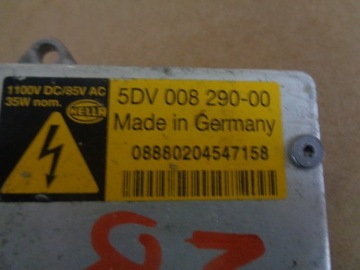 1100V DC/85V AC
35W nom.
HELLA
5DV 008 290-00
Made in Germany
08880204547158